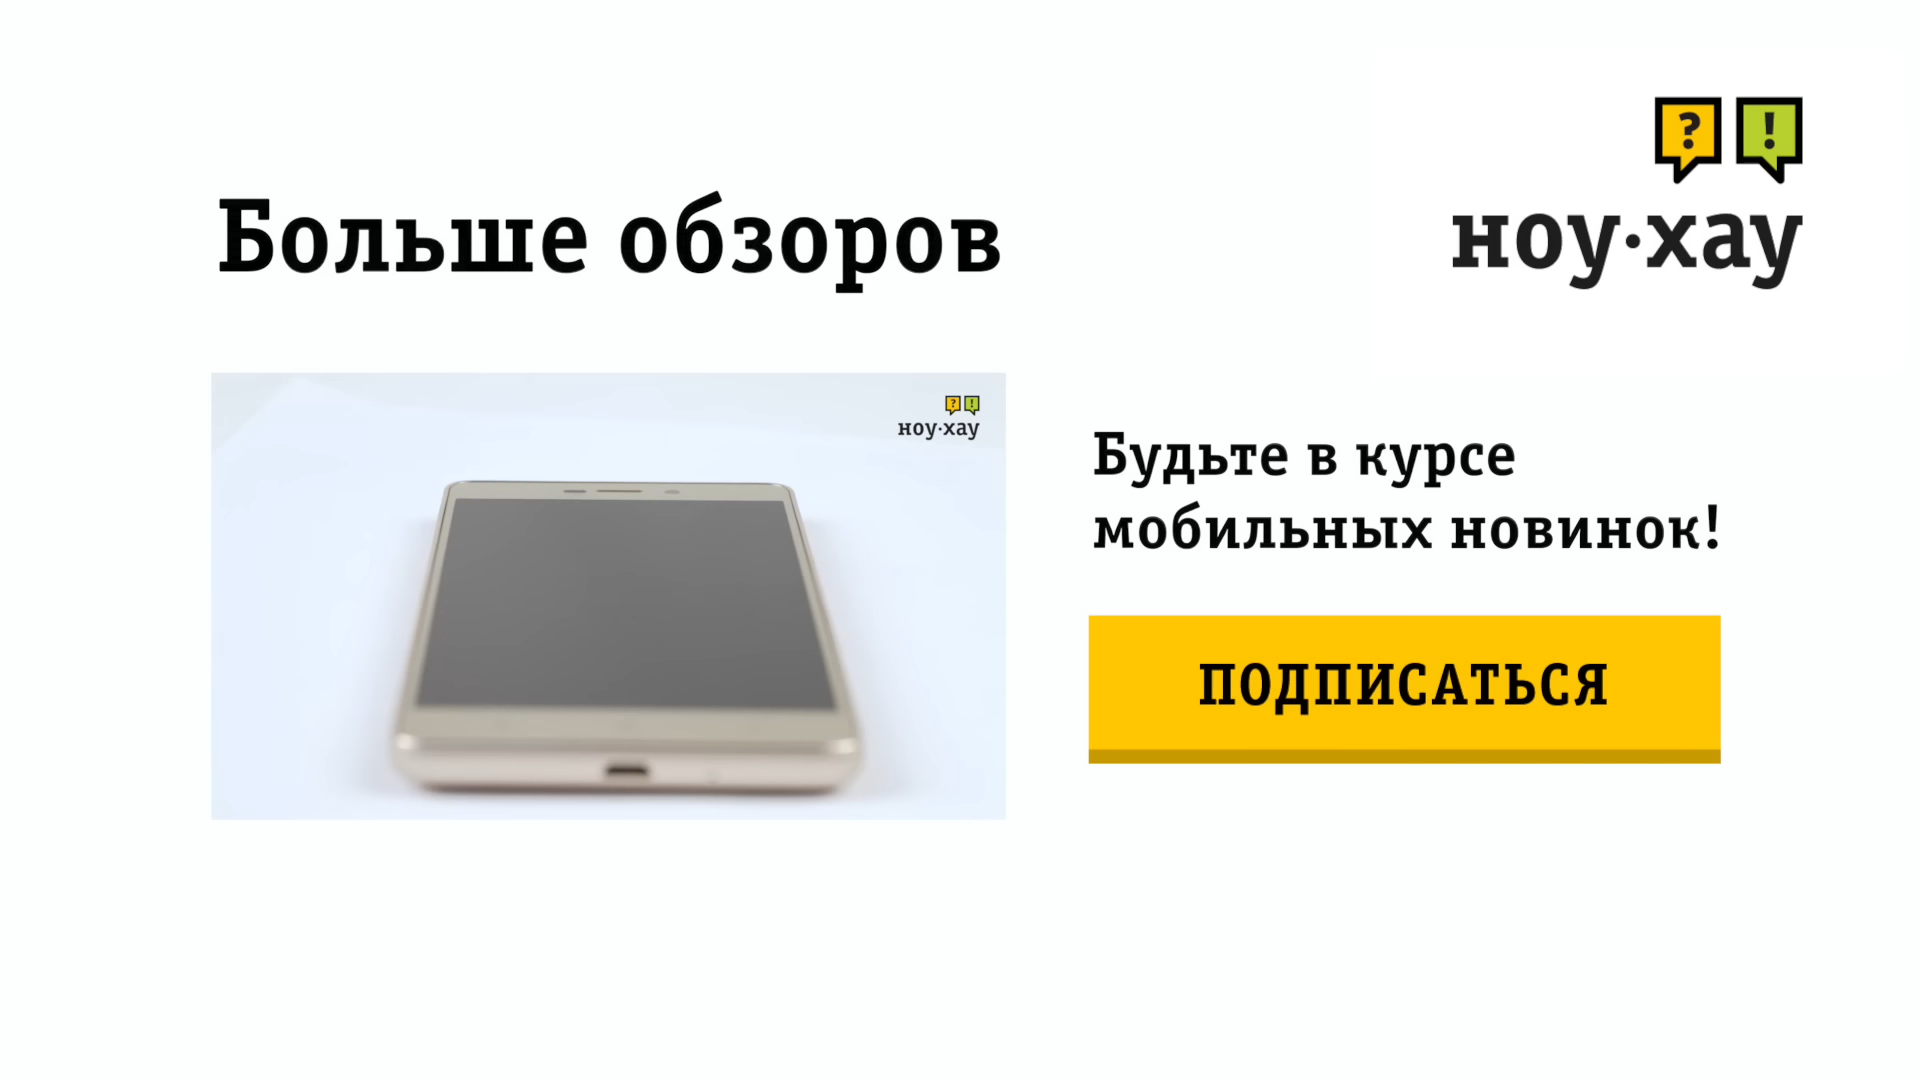 ? !
ноу·хау
Больше обзоров
? !
ноу·хау
Будьте в курсе
мобильных новинок!
ПОДПИСАТЬСЯ